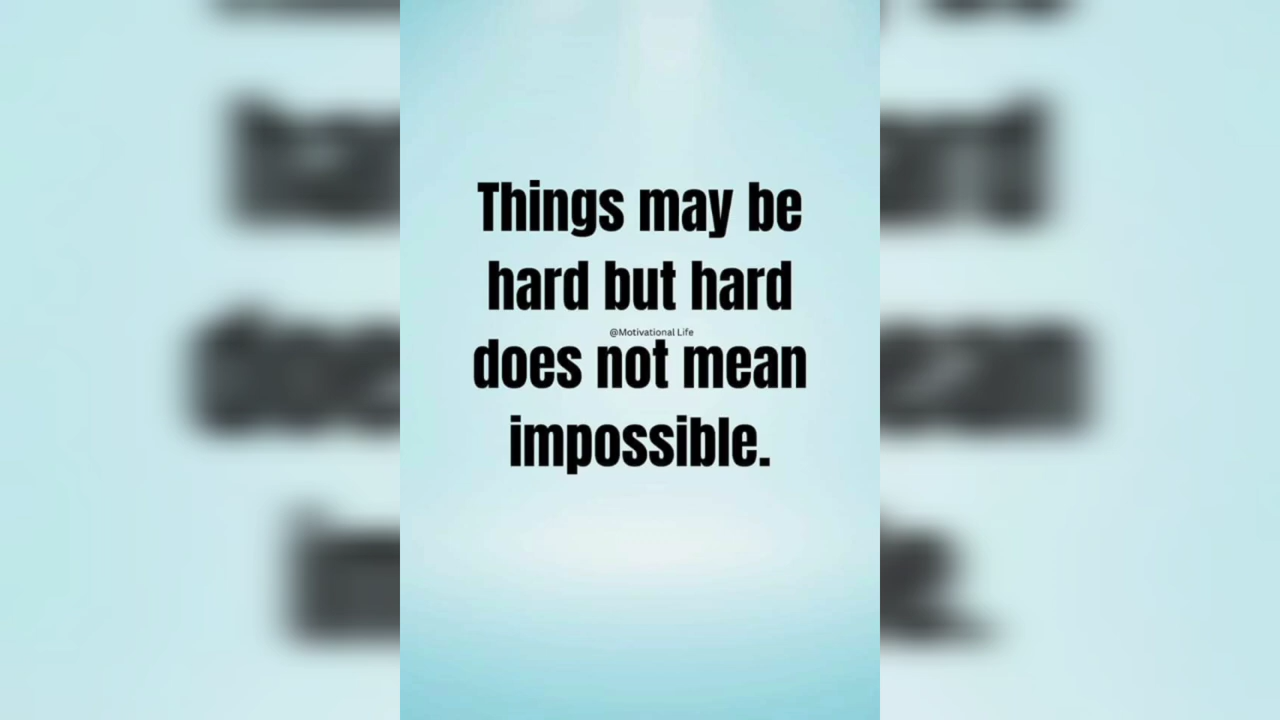 Things may be
hard but hard
@Motivational Life
does not mean
impossible.